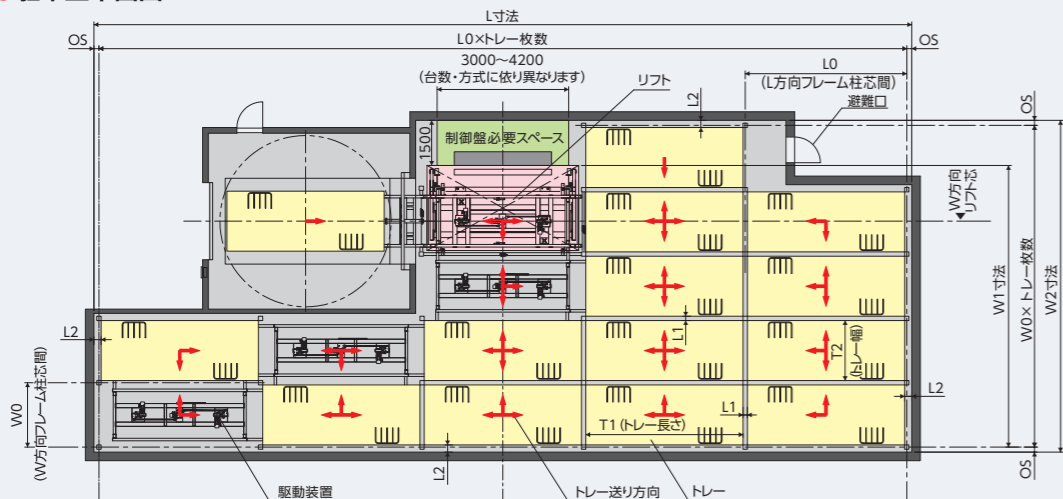 L寸法
OS
L0×トレー枚数
OS
3000～4200
(台数・方式に依り異なります)
リフト
L0
(L方向フレーム柱芯間)
避難口
L2
OS
制御盤必要スペース
1500
W方向
リフト芯
W1寸法
W0×トレー枚数
W2寸法
L2
L1
T2
(トレー幅)
W0
(W方向フレーム柱芯間)
L1
T1(トレー長さ)
L2
L2
OS
駆動装置
トレー送り方向
トレー